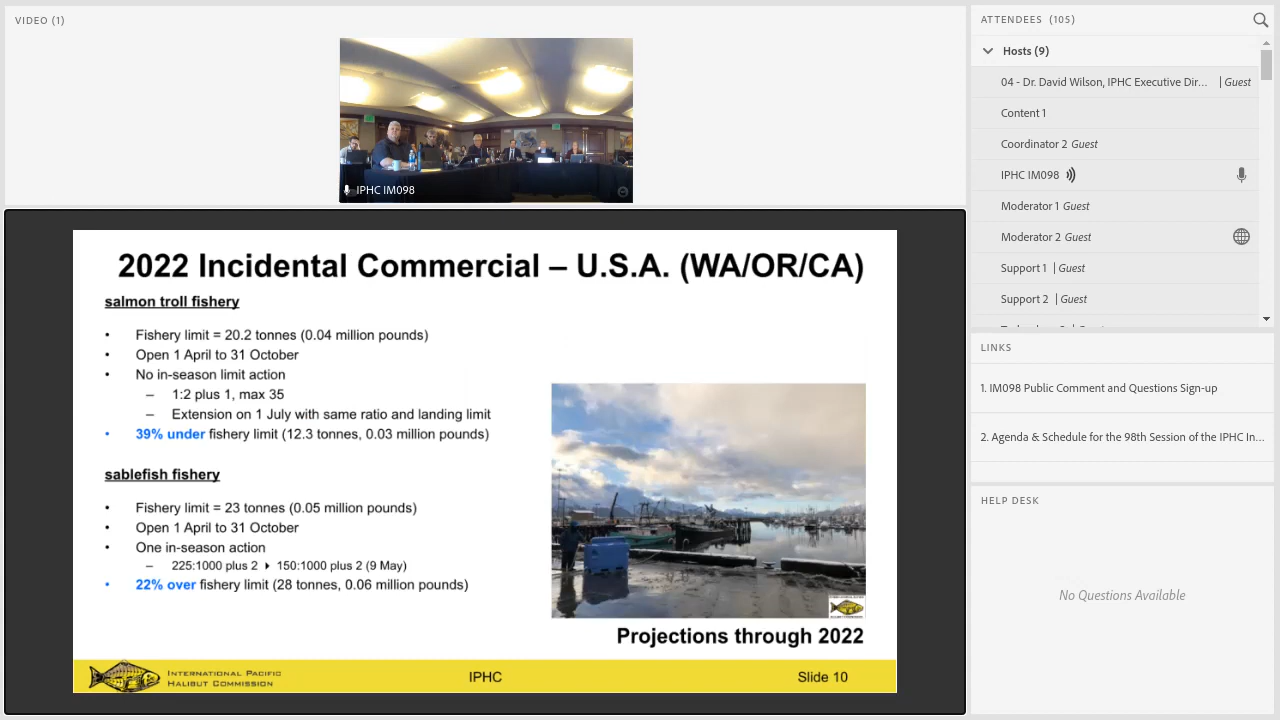 VIDEO (1)
IPHC IM098
2022 Incidental Commercial – U.S.A. (WA/OR/CA)
salmon troll fishery
• Fishery limit = 20.2 tonnes (0.04 million pounds)
• Open 1 April to 31 October
• No in-season limit action
– 1:2 plus 1, max 35
– Extension on 1 July with same ratio and landing limit
• 39% under fishery limit (12.3 tonnes, 0.03 million pounds)
sablefish fishery
• Fishery limit = 23 tonnes (0.05 million pounds)
• Open 1 April to 31 October
• One in-season action
– 225:1000 plus 2 ▶ 150:1000 plus 2 (9 May)
• 22% over fishery limit (28 tonnes, 0.06 million pounds)
Projections through 2022
INTERNATIONAL PACIFIC
HALIBUT COMMISSION
IPHC
Slide 10
ATTENDEES (105)
Hosts (9)
04 - Dr. David Wilson, IPHC Executive Dir... | Guest
Content 1
Coordinator 2 Guest
IPHC IM098
Moderator 1 Guest
Moderator 2 Guest
Support 1 | Guest
Support 2 | Guest
LINKS
1. IM098 Public Comment and Questions Sign-up
2. Agenda & Schedule for the 98th Session of the IPHC In...
HELP DESK
No Questions Available